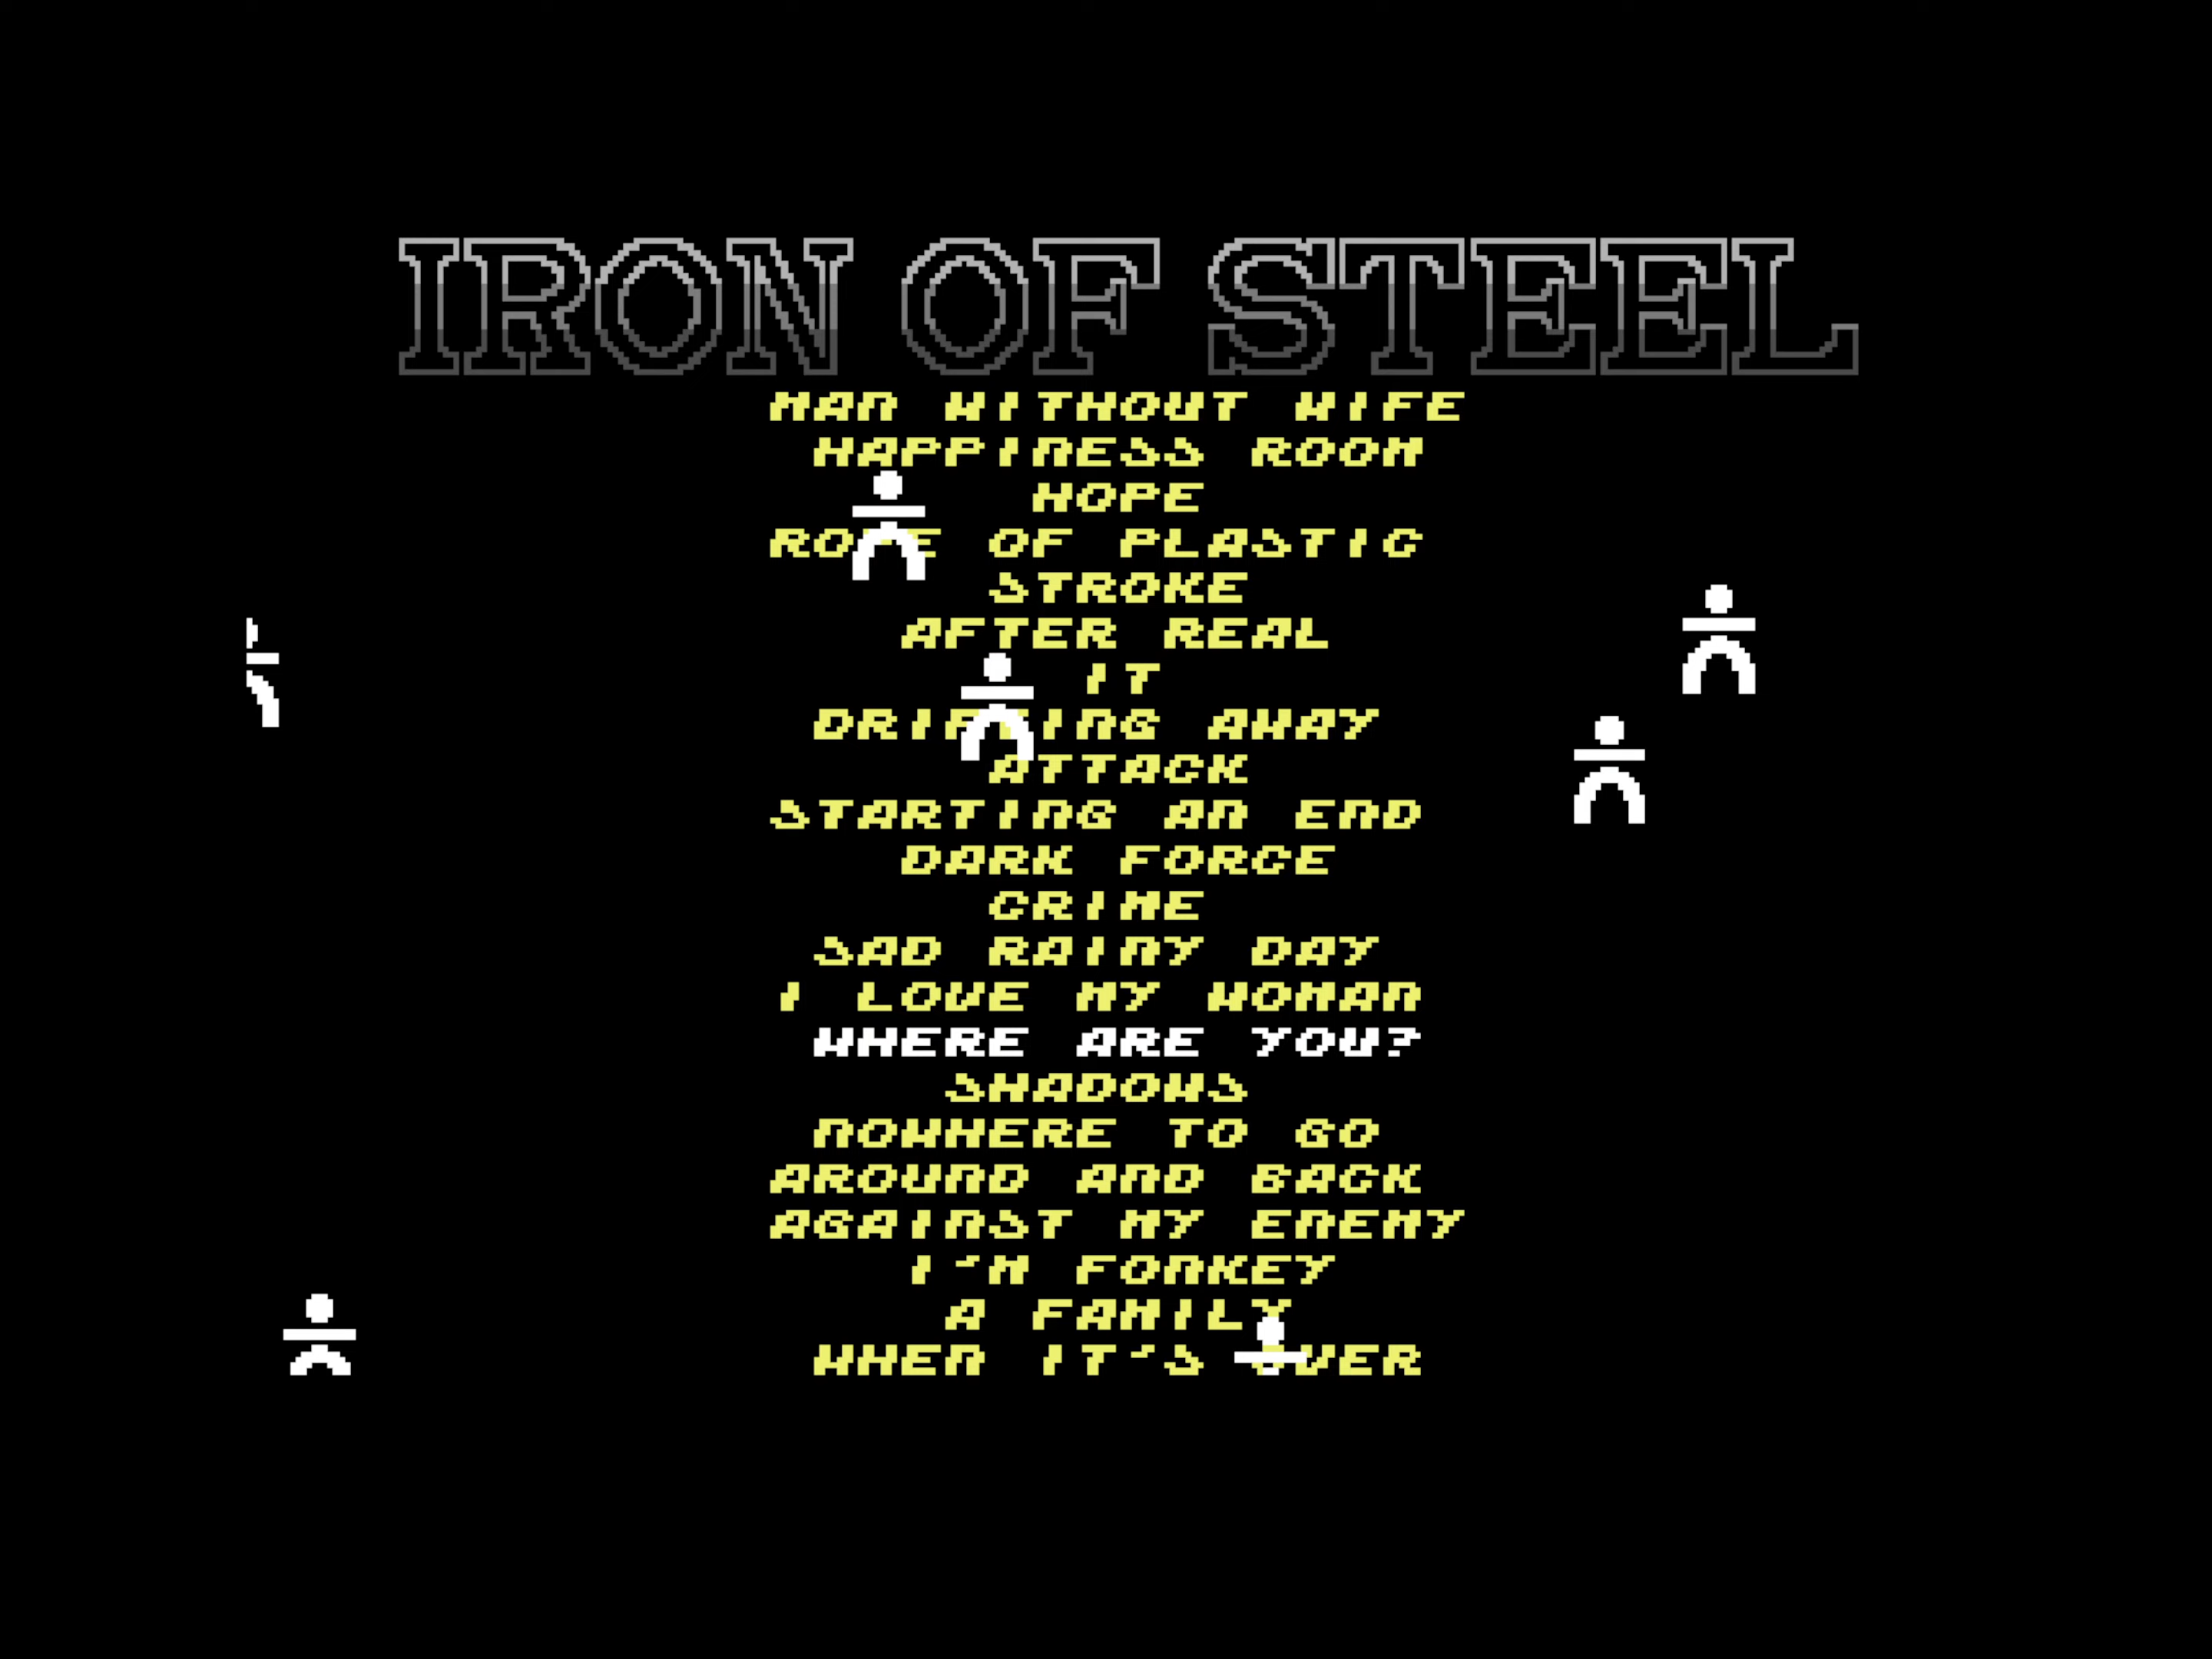 IRON OF STEEL
MAN WITHOUT WIFE
HAPPINESS ROOM
HOPE
OF PLASTIC
STROKE
AFTER REAL
IT
DRIFTING AWAY
ATTACK
STARTING AN END
DARK FORCE
CRIME
SAD RAINY DAY
I LOVE MY WOMAN
WHERE ARE YOU?
SHADOWS
NOWHERE TO GO
AROUND AND BACK
AGAINST MY ENEMY
I'M FONKEY
A FAMILY
WHEN IT'S OVER